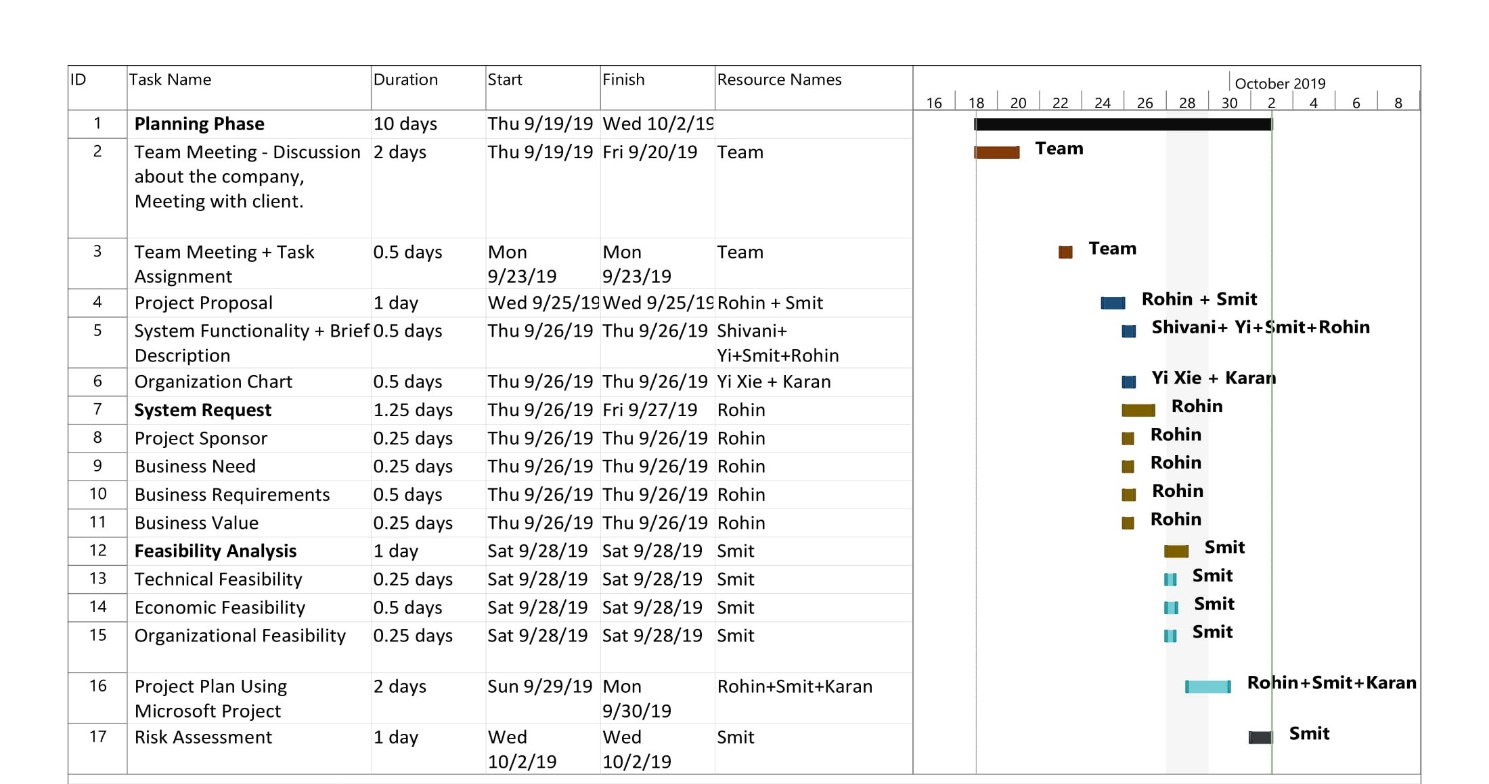 ID Task Name Duration Start Finish Resource Names
October 2019
16 18 20 22 24 26 28 30 2 4 6 8
1 Planning Phase 10 days Thu 9/19/19 Wed 10/2/19
2 Team Meeting - Discussion 2 days Thu 9/19/19 Fri 9/20/19 Team Team
about the company,
Meeting with client.
3 Team Meeting + Task 0.5 days Mon Mon Team Team
Assignment 9/23/19 9/23/19
4 Project Proposal 1 day Wed 9/25/19 Wed 9/25/19 Rohin + Smit Rohin + Smit
5 System Functionality + Brief 0.5 days Thu 9/26/19 Thu 9/26/19 Shivani+ Shivani+ Yi+Smit+Rohin
Description Yi+Smit+Rohin
6 Organization Chart 0.5 days Thu 9/26/19 Thu 9/26/19 Yi Xie + Karan Yi Xie + Karan
7 System Request 1.25 days Thu 9/26/19 Fri 9/27/19 Rohin Rohin
8 Project Sponsor 0.25 days Thu 9/26/19 Thu 9/26/19 Rohin Rohin
9 Business Need 0.25 days Thu 9/26/19 Thu 9/26/19 Rohin Rohin
10 Business Requirements 0.5 days Thu 9/26/19 Thu 9/26/19 Rohin Rohin
11 Business Value 0.25 days Thu 9/26/19 Thu 9/26/19 Rohin Rohin
12 Feasibility Analysis 1 day Sat 9/28/19 Sat 9/28/19 Smit Smit
13 Technical Feasibility 0.25 days Sat 9/28/19 Sat 9/28/19 Smit Smit
14 Economic Feasibility 0.5 days Sat 9/28/19 Sat 9/28/19 Smit Smit
15 Organizational Feasibility 0.25 days Sat 9/28/19 Sat 9/28/19 Smit Smit
16 Project Plan Using 2 days Sun 9/29/19 Mon Rohin+Smit+Karan Rohin+Smit+Karan
Microsoft Project 9/30/19
17 Risk Assessment 1 day Wed Wed Smit Smit
10/2/19 10/2/19